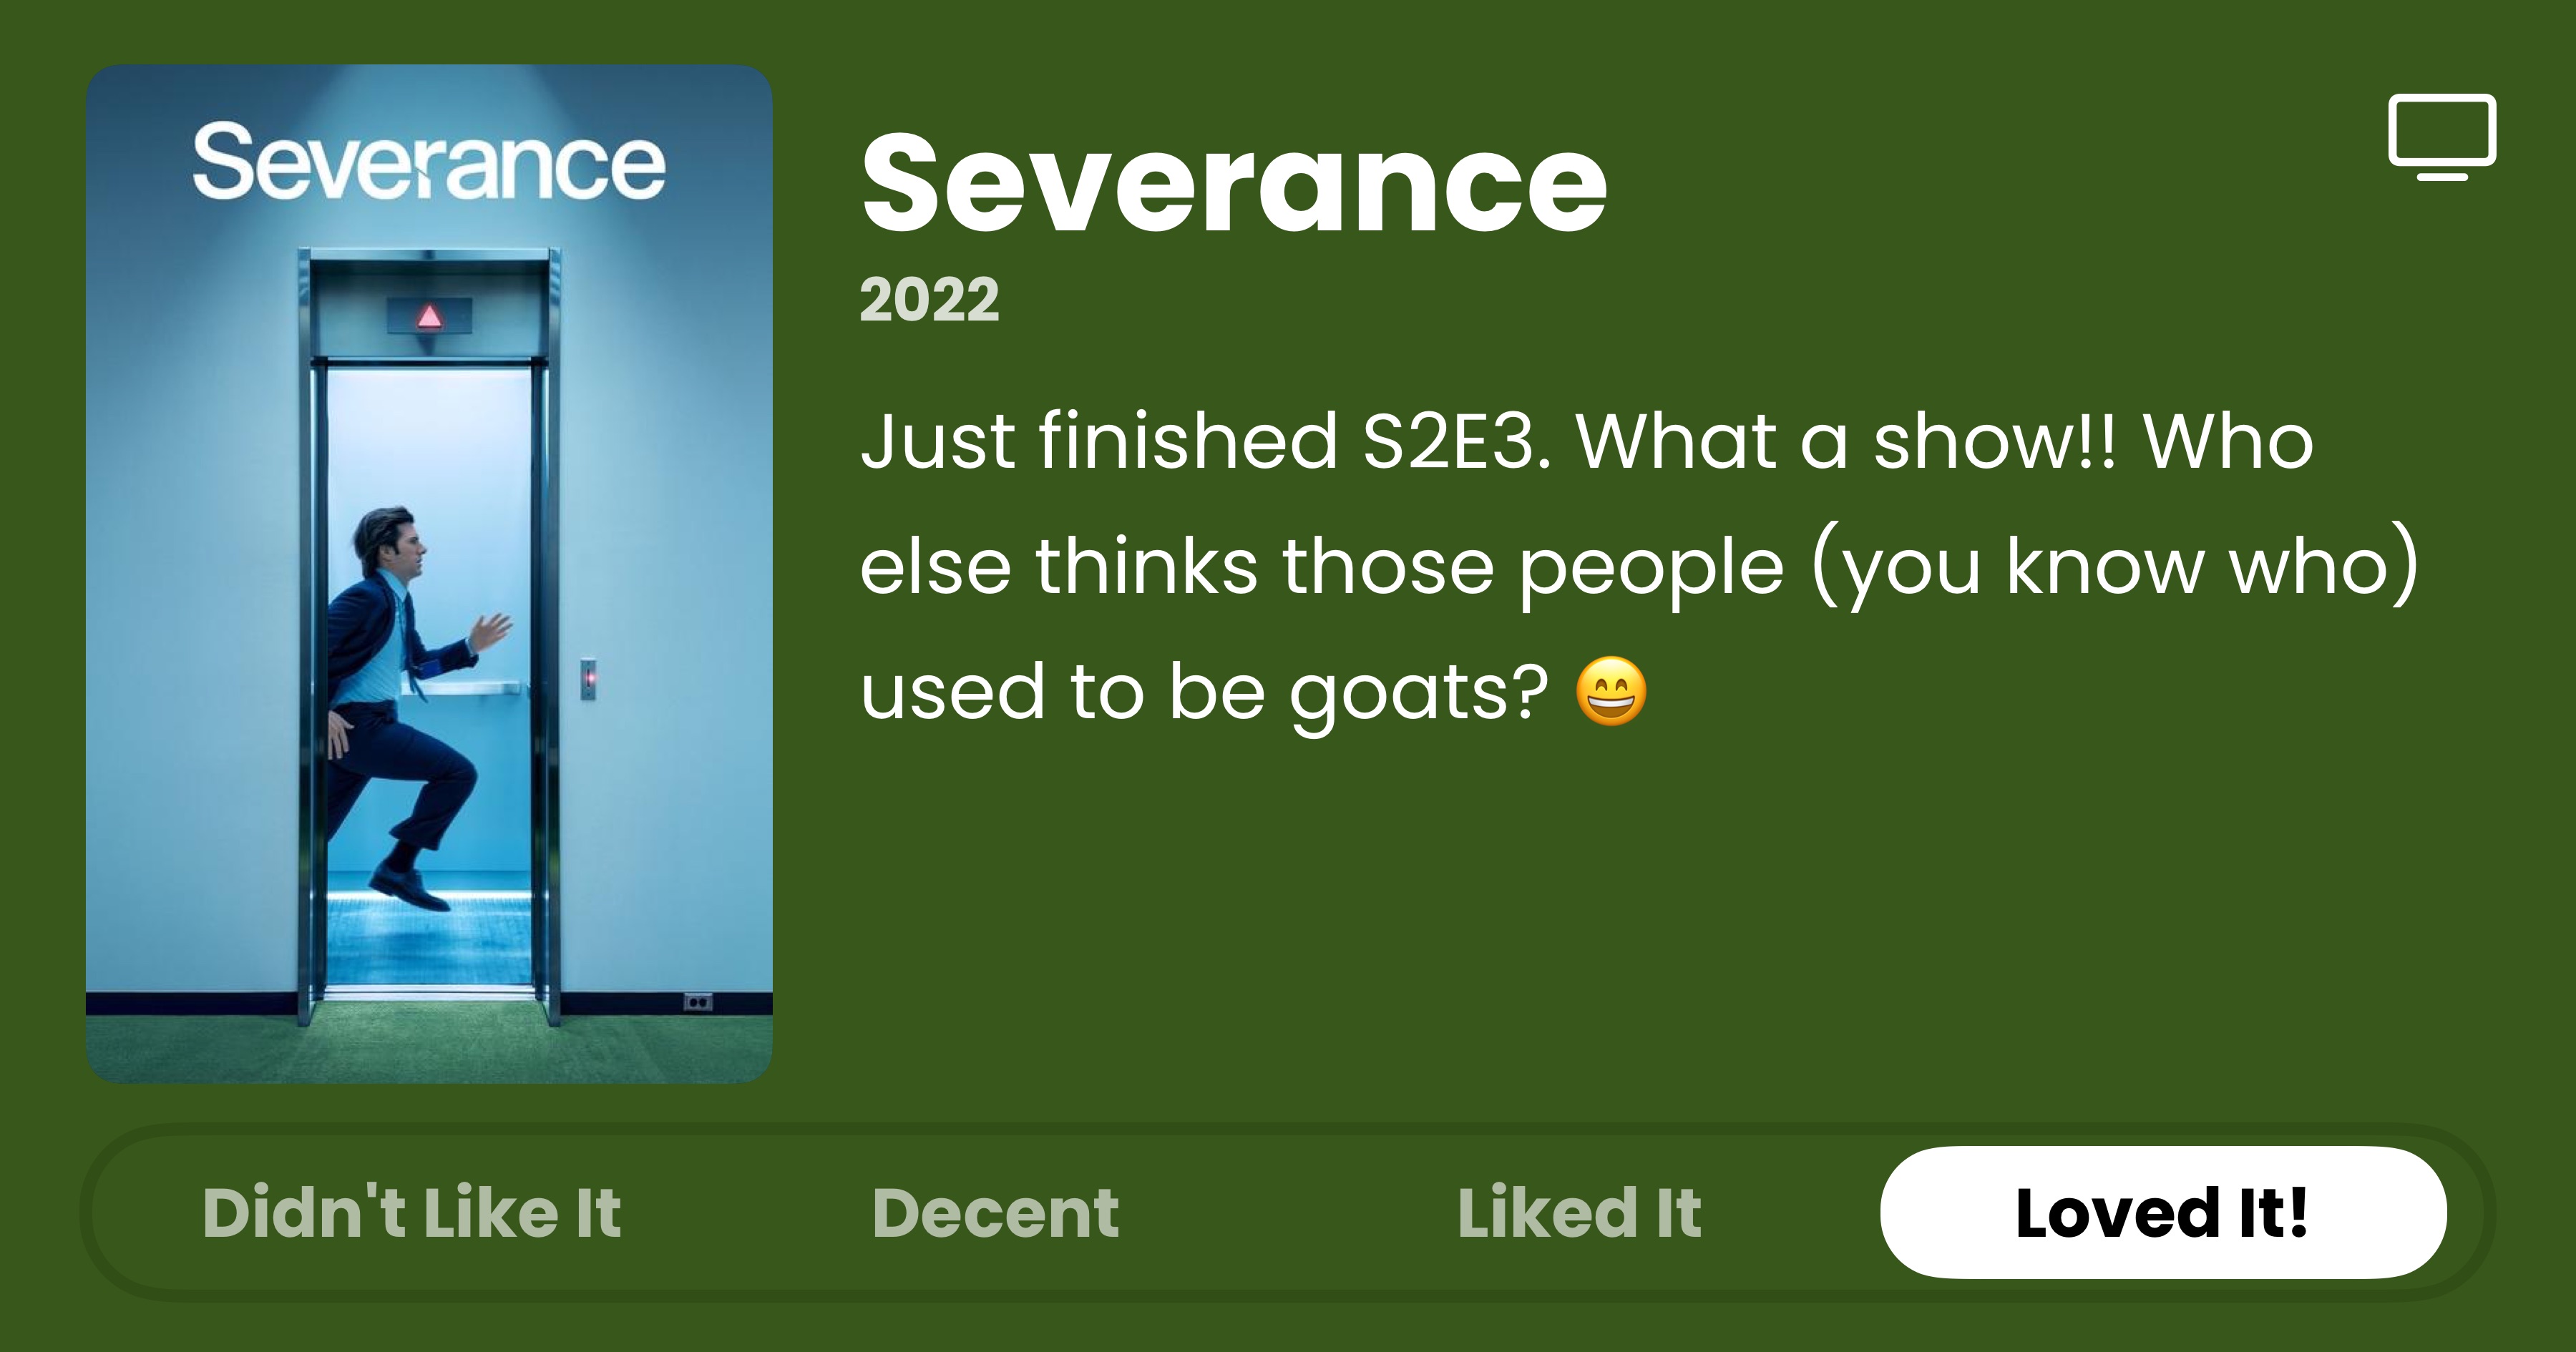 Severance
Severance
2022
Just finished S2E3. What a show!! Who
else thinks those people (you know who)
used to be goats? 😄
Didn't Like It
Decent
Liked It
Loved It!